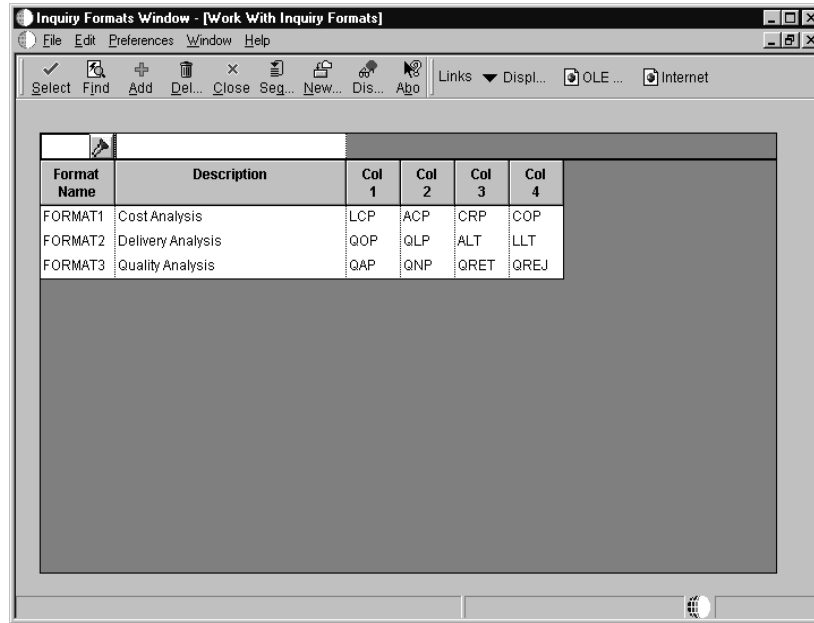 Inquiry Formats Window - [Work With Inquiry Formats]
File Edit Preferences Window Help
Select Find Add Del... Close Seg... New... Dis... Abo Links Displ... OLE ... Internet
Format Name Description Col 1 Col 2 Col 3 Col 4
FORMAT1 Cost Analysis LCP ACP CRP COP
FORMAT2 Delivery Analysis QOP QLP ALT LLT
FORMAT3 Quality Analysis QAP QNP QRET QREJ